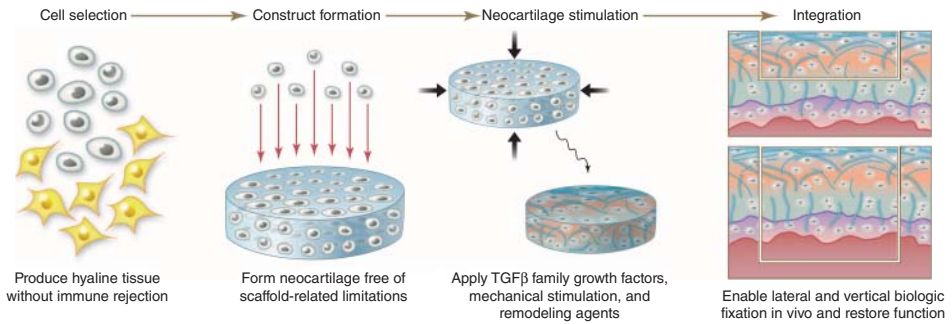 Cell selection
Construct formation
Neocartilage stimulation
Integration
Produce hyaline tissue
without immune rejection
Form neocartilage free of
scaffold-related limitations
Apply TGFβ family growth factors,
mechanical stimulation, and
remodeling agents
Enable lateral and vertical biologic
fixation in vivo and restore function